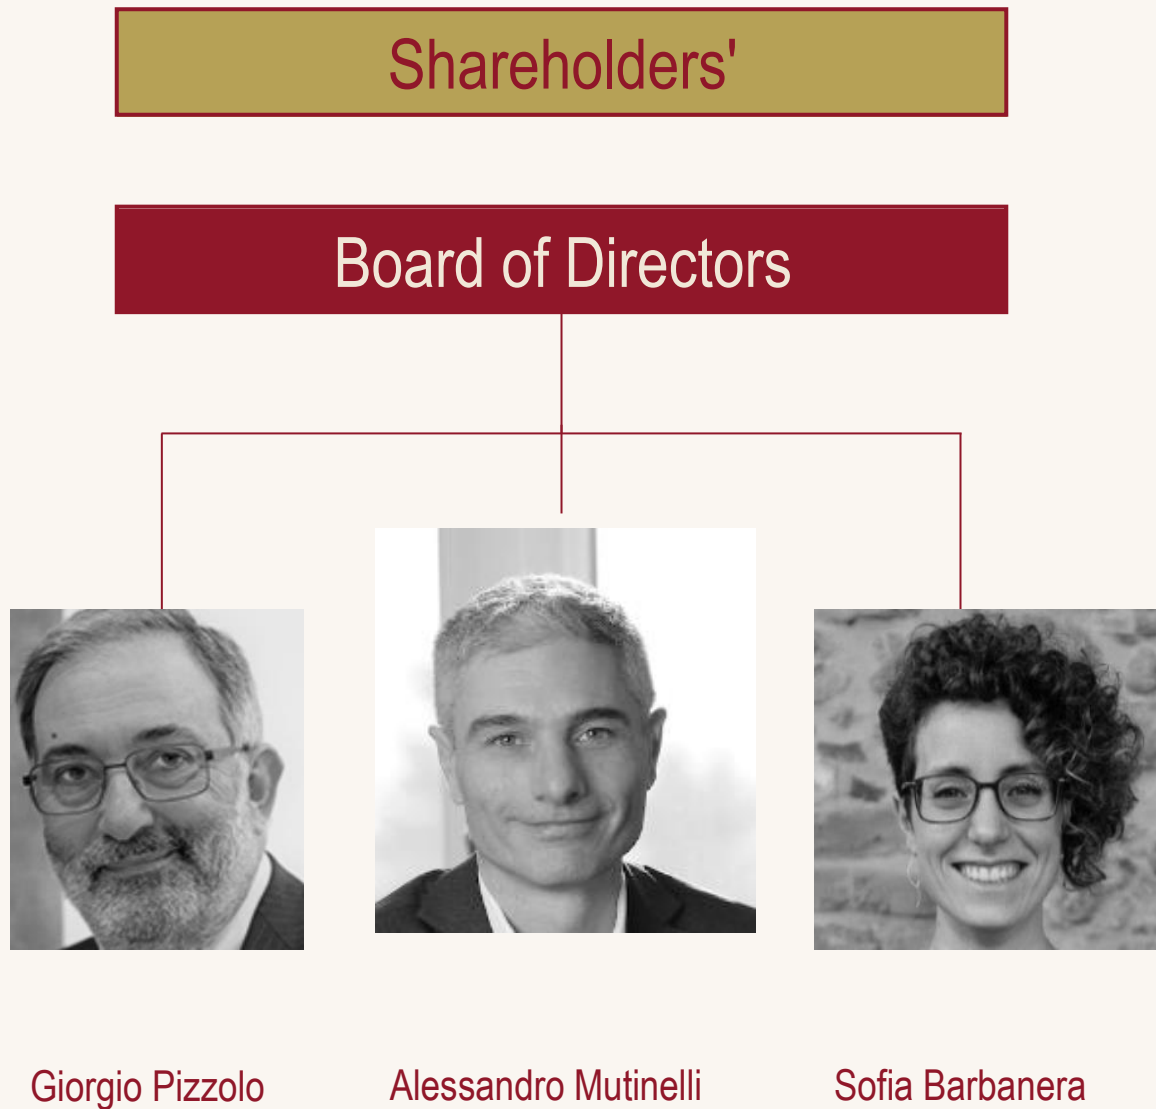 Shareholders'
Board of Directors
Giorgio Pizzolo
Alessandro Mutinelli
Sofia Barbanera